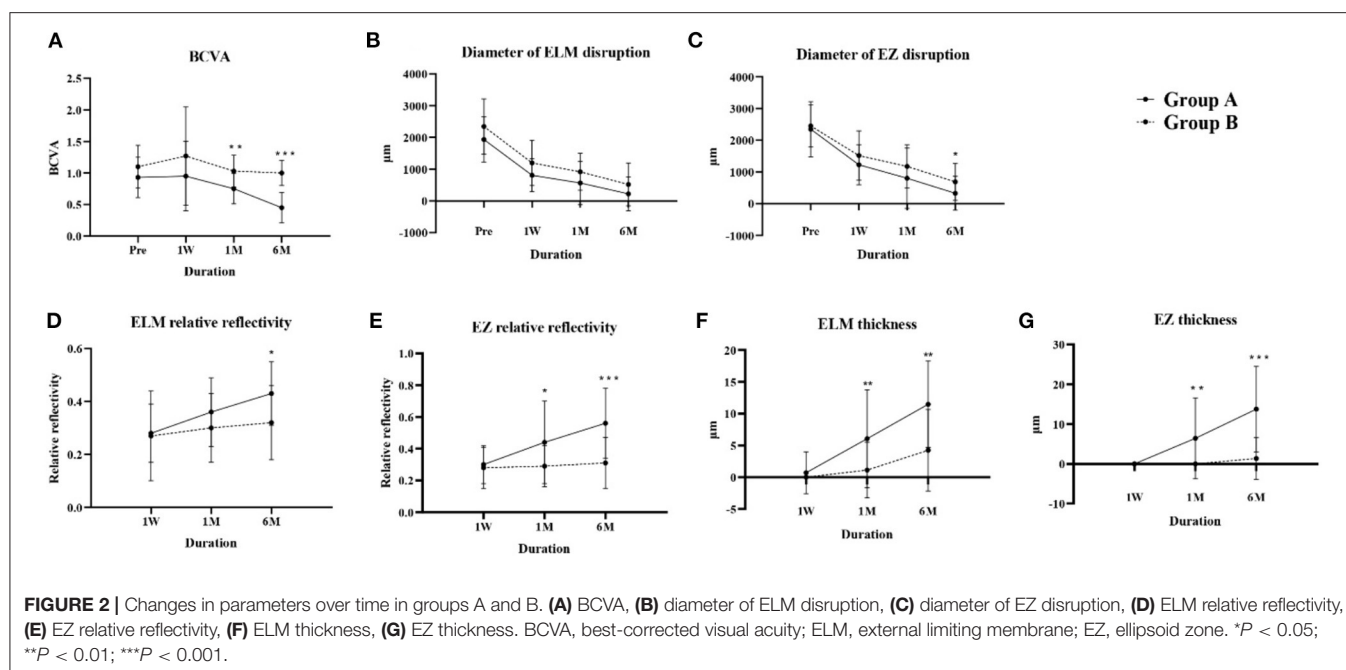 A
BCVA
2.5
2.0
1.5
1.0
0.5
0.0
BCVA
**
***
Pre 1W 1M 6M
Duration
B
Diameter of ELM disruption
4000
3000
2000
1000
0
-1000
µm
Pre 1W 1M 6M
Duration
C
Diameter of EZ disruption
4000
3000
2000
1000
0
-1000
µm
*
Pre 1W 1M 6M
Duration
Group A
Group B
D
ELM relative reflectivity
0.6
0.4
0.2
0.0
Relative reflectivity
*
1W 1M 6M
Duration
E
EZ relative reflectivity
1.0
0.8
0.6
0.4
0.2
0.0
Relative reflectivity
*
***
1W 1M 6M
Duration
F
ELM thickness
20
15
10
5
0
-5
µm
**
**
1W 1M 6M
Duration
G
EZ thickness
30
20
10
0
-10
µm
**
***
1W 1M 6M
Duration
FIGURE 2 | Changes in parameters over time in groups A and B. (A) BCVA, (B) diameter of ELM disruption, (C) diameter of EZ disruption, (D) ELM relative reflectivity,
(E) EZ relative reflectivity, (F) ELM thickness, (G) EZ thickness. BCVA, best-corrected visual acuity; ELM, external limiting membrane; EZ, ellipsoid zone. *P < 0.05;
**P < 0.01; ***P < 0.001.